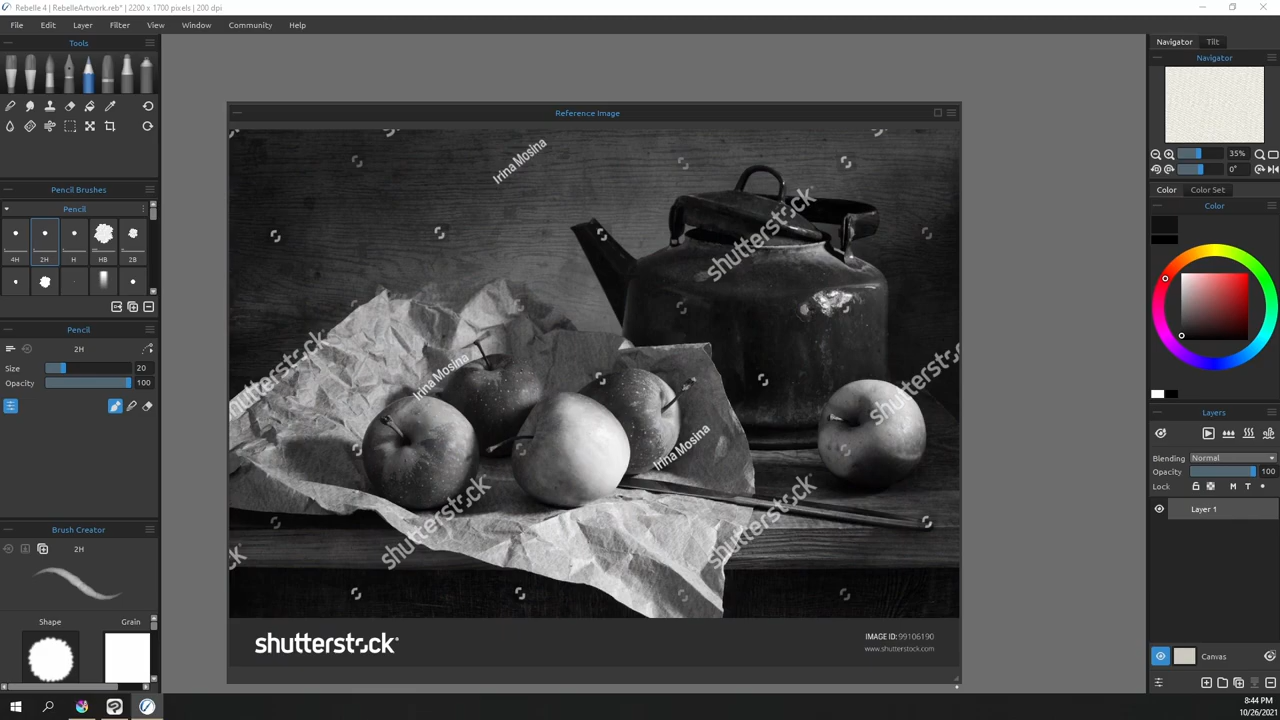 Rebelle 4 | RebelleArtwork.reb* | 2200 x 1700 pixels | 200 dpi
File Edit Layer Filter View Window Community Help
Tools
Pencil Brushes
Pencil
4H 2H H HB 2B
Pencil
2H
Size 20
Opacity 100
Brush Creator
2H
Shape Grain
Reference Image
Irina Mosina
shutterstock
shutterstock
Irina Mosina
shutterstock
Irina Mosina
shutterstock
shutterstock
ck
shutterstock®
IMAGE ID: 99106190
www.shutterstock.com
Navigator Tilt
Navigator
35%
0°
Color Color Set
Color
Layers
Blending Normal
Opacity 100
Lock M T
Layer 1
Canvas
8:44 PM
10/26/2021